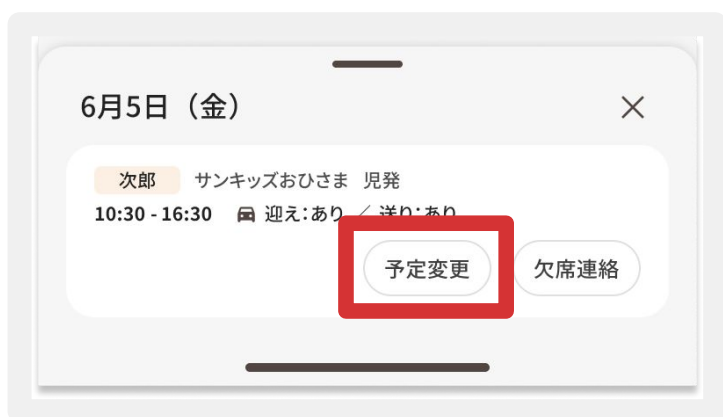 6月5日（金）
次郎 サンキッズおひさま 児発
10:30 - 16:30 迎え：あり ／ 送り：あり
予定変更 欠席連絡